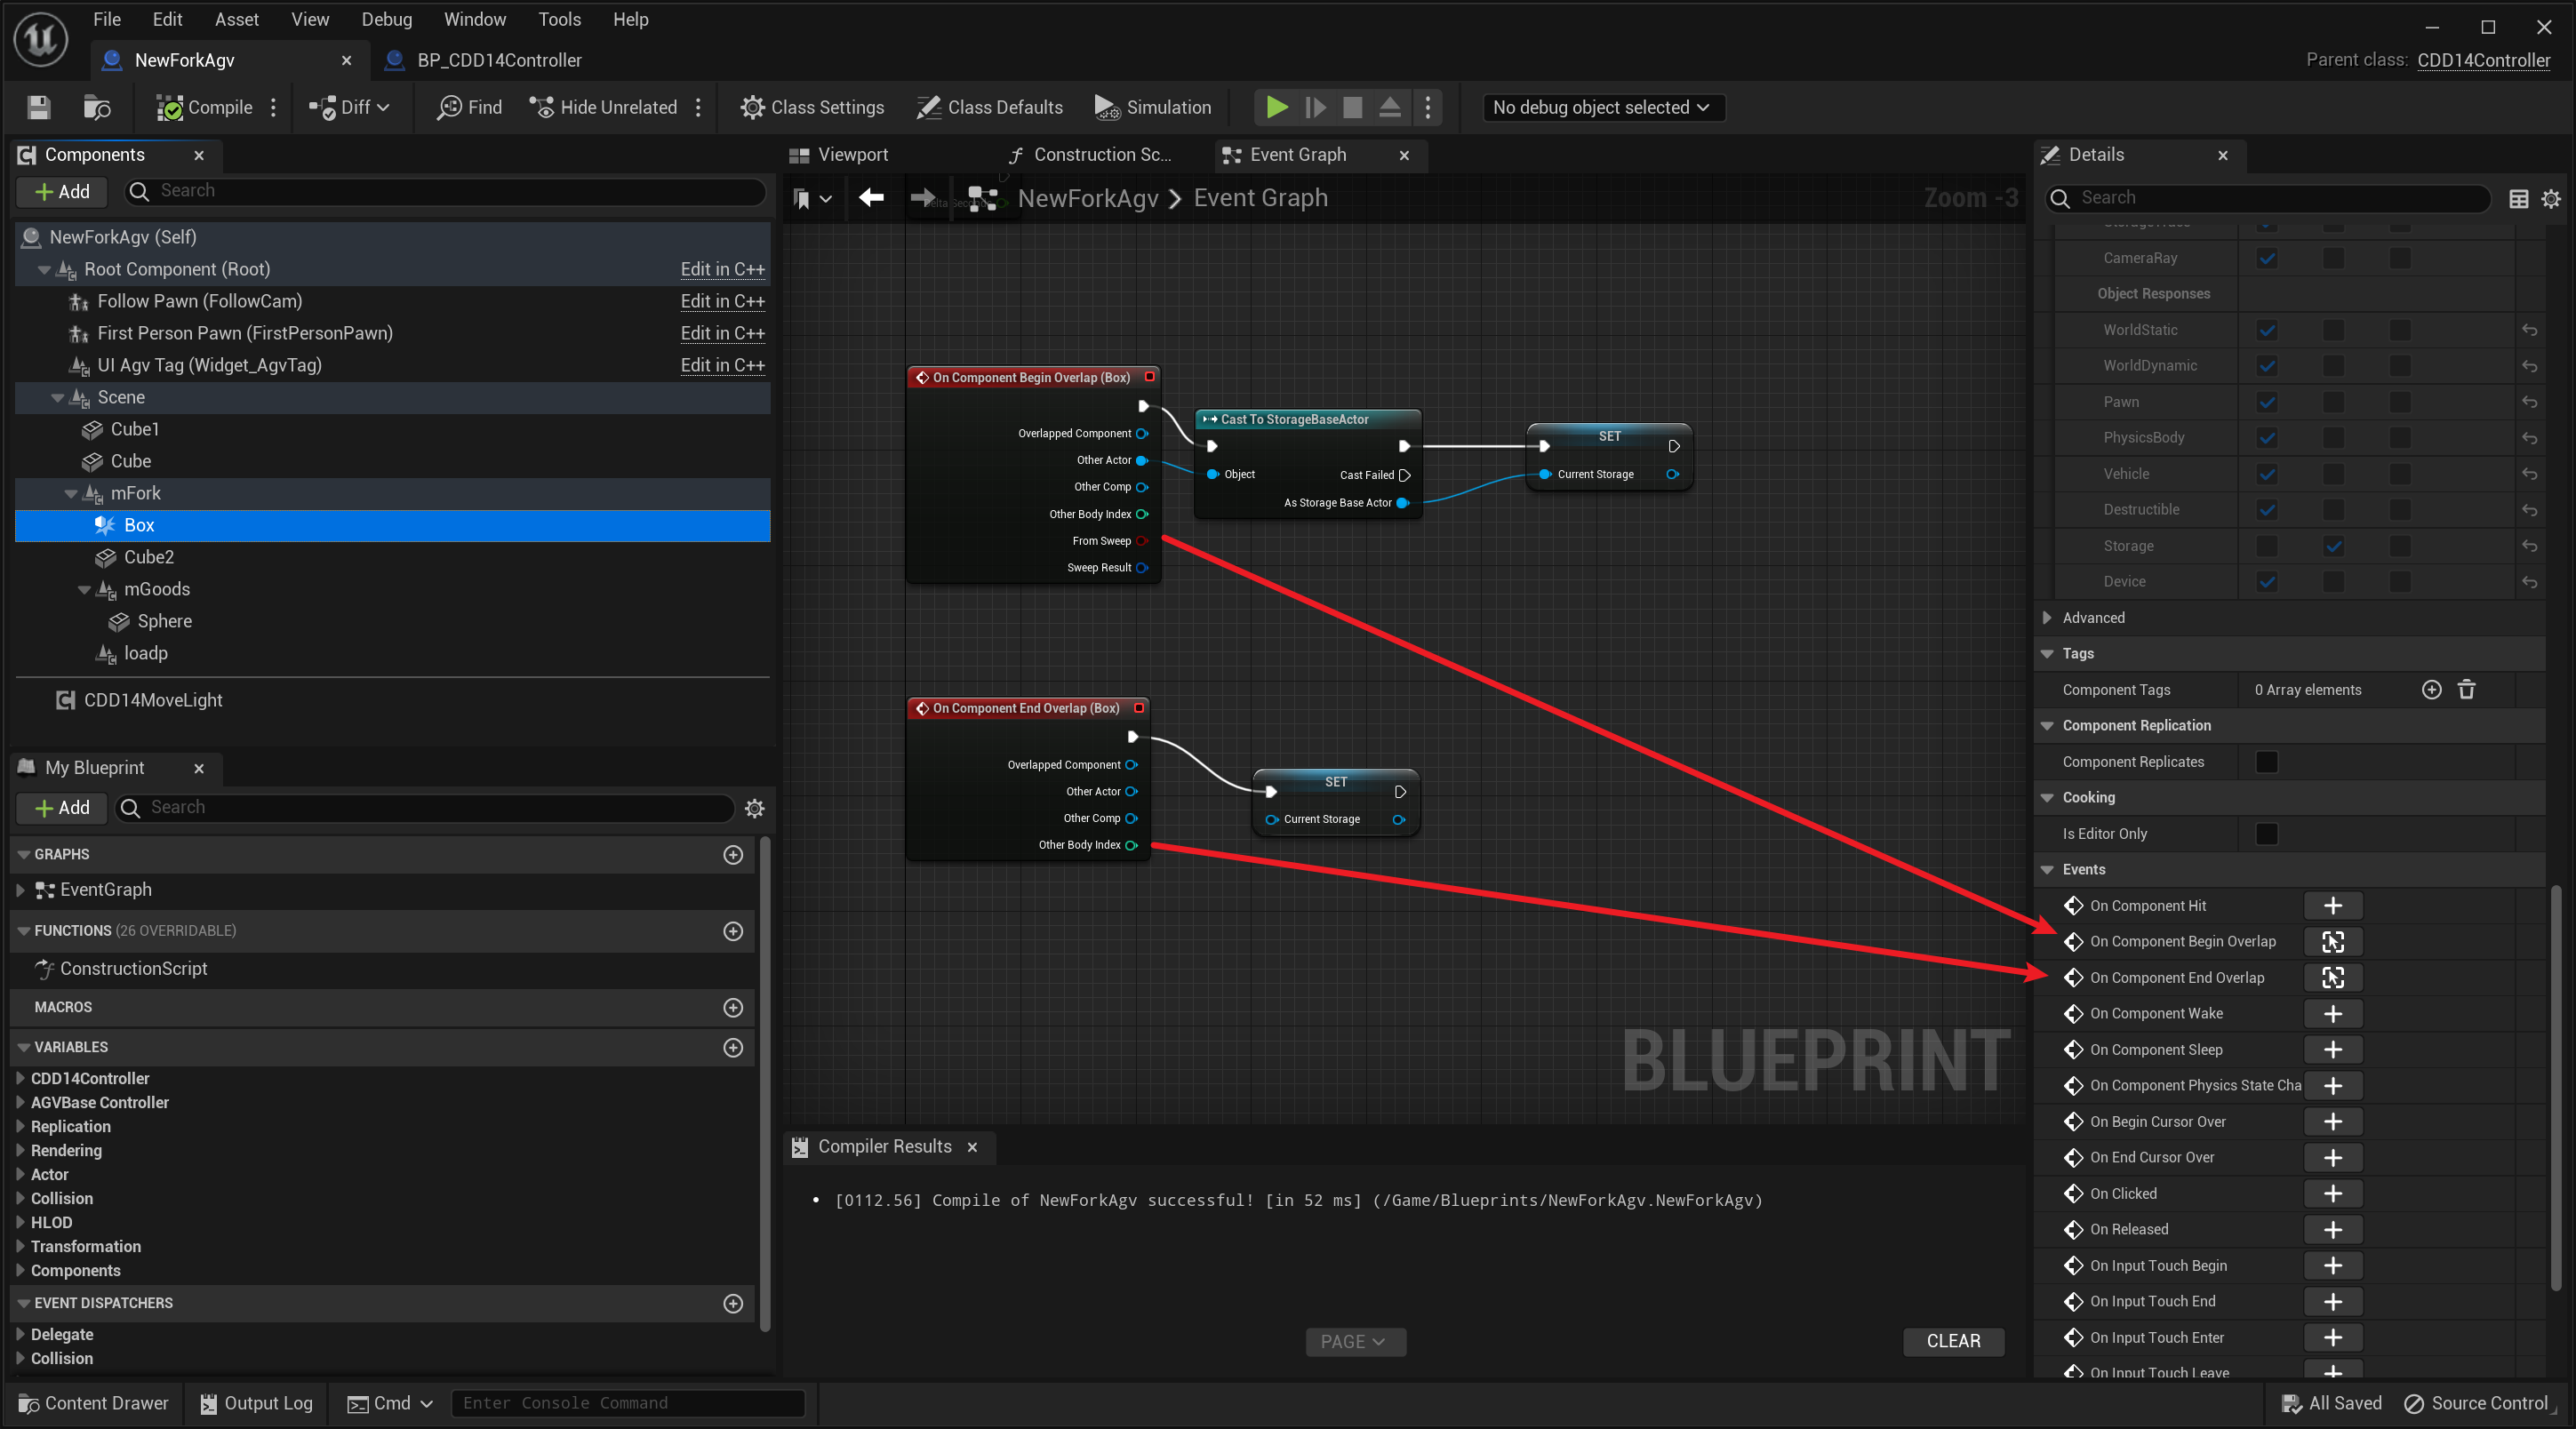 File Edit Asset View Debug Window Tools Help
NewForkAgv BP_CDD14Controller
Parent class: CDD14Controller
Compile Diff Find Hide Unrelated Class Settings Class Defaults Simulation No debug object selected
Components
Add Search
NewForkAgv (Self)
Root Component (Root) Edit in C++
Follow Pawn (FollowCam) Edit in C++
First Person Pawn (FirstPersonPawn) Edit in C++
UI Agv Tag (Widget_AgvTag) Edit in C++
Scene
Cube1
Cube
mFork
Box
Cube2
mGoods
Sphere
loadp
CDD14MoveLight
My Blueprint
Add Search
GRAPHS
EventGraph
FUNCTIONS (26 OVERRIDABLE)
ConstructionScript
MACROS
VARIABLES
CDD14Controller
AGVBase Controller
Replication
Rendering
Actor
Collision
HLOD
Transformation
Components
EVENT DISPATCHERS
Delegate
Collision
Viewport Construction Sc... Event Graph
NewForkAgv > Event Graph
Zoom -3
On Component Begin Overlap (Box)
Overlapped Component
Other Actor
Other Comp
Other Body Index
From Sweep
Sweep Result
Cast To StorageBaseActor
Object
Cast Failed
As Storage Base Actor
SET
Current Storage
On Component End Overlap (Box)
Overlapped Component
Other Actor
Other Comp
Other Body Index
SET
Current Storage
BLUEPRINT
Compiler Results
• [0112.56] Compile of NewForkAgv successful! [in 52 ms] (/Game/Blueprints/NewForkAgv.NewForkAgv)
PAGE
CLEAR
Details
Search
CameraRay
Object Responses
WorldStatic
WorldDynamic
Pawn
PhysicsBody
Vehicle
Destructible
Storage
Device
Advanced
Tags
Component Tags 0 Array elements
Component Replication
Component Replicates
Cooking
Is Editor Only
Events
On Component Hit
On Component Begin Overlap
On Component End Overlap
On Component Wake
On Component Sleep
On Component Physics State Cha
On Begin Cursor Over
On End Cursor Over
On Clicked
On Released
On Input Touch Begin
On Input Touch End
On Input Touch Enter
On Input Touch Leave
Content Drawer Output Log Cmd Enter Console Command
All Saved Source Control